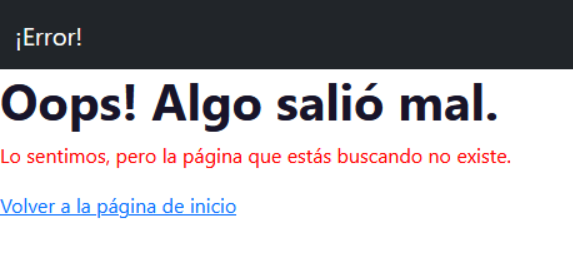 ¡Error!
Oops! Algo salió mal.
Lo sentimos, pero la página que estás buscando no existe.
Volver a la página de inicio